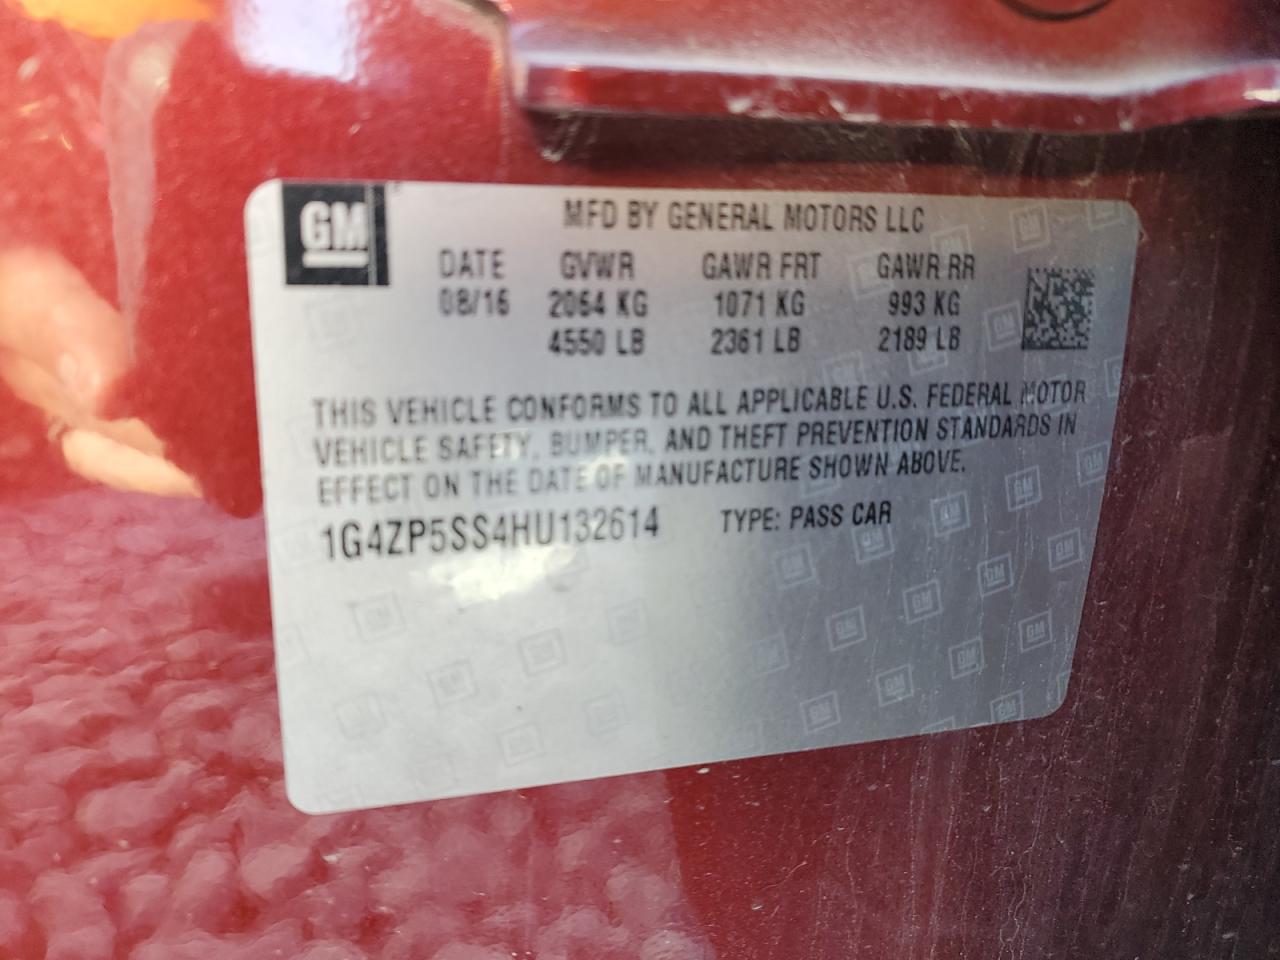 GM
MFD BY GENERAL MOTORS LLC
DATE GVWR GAWR FRT GAWR RR
08/16 2064 KG 1071 KG 993 KG
4550 LB 2361 LB 2189 LB
THIS VEHICLE CONFORMS TO ALL APPLICABLE U.S. FEDERAL MOTOR
VEHICLE SAFETY, BUMPER, AND THEFT PREVENTION STANDARDS IN
EFFECT ON THE DATE OF MANUFACTURE SHOWN ABOVE.
1G4ZP5SS4HU132614 TYPE: PASS CAR